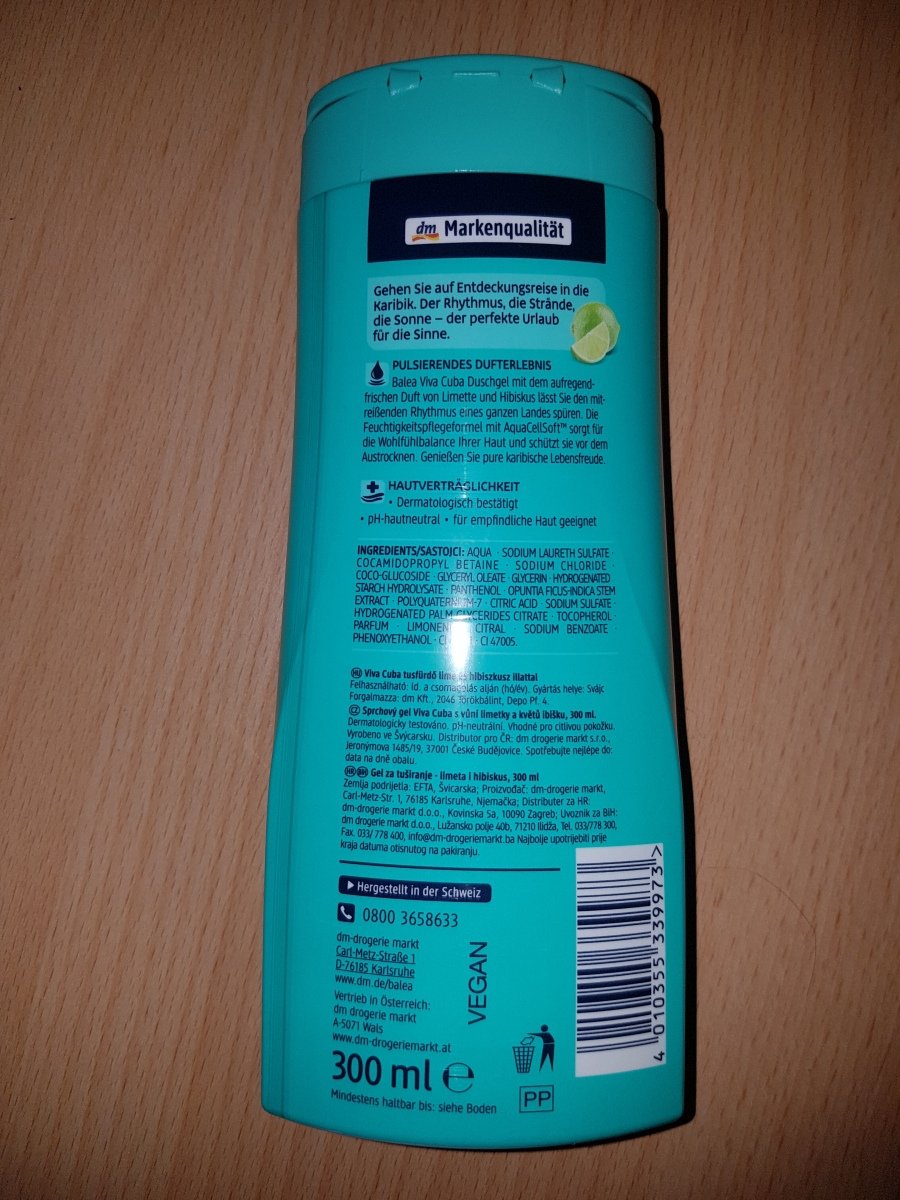 dm Markenqualität
Gehen Sie auf Entdeckungsreise in die
Karibik. Der Rhythmus, die Strände,
die Sonne – der perfekte Urlaub
für die Sinne.
PULSIERENDES DUFTERLEBNIS
Balea Viva Cuba Duschgel mit dem aufregend-
frischen Duft von Limette und Hibiskus lässt Sie den mit-
reißenden Rhythmus eines ganzen Landes spüren. Die
Feuchtigkeitspflegeformel mit AquaCellSoft™ sorgt für
die Wohlfühlbalance Ihrer Haut und schützt sie vor dem
Austrocknen. Genießen Sie pure karibische Lebensfreude.
HAUTVERTRÄGLICHKEIT
• Dermatologisch bestätigt
• pH-hautneutral • für empfindliche Haut geeignet
INGREDIENTS/SASTOJCI: AQUA · SODIUM LAURETH SULFATE ·
COCAMIDOPROPYL BETAINE · SODIUM CHLORIDE ·
COCO-GLUCOSIDE · GLYCERYL OLEATE · GLYCERIN · HYDROGENATED
STARCH HYDROLYSATE · PANTHENOL · OPUNTIA FICUS-INDICA STEM
EXTRACT · POLYQUATERNIUM-7 · CITRIC ACID · SODIUM SULFATE ·
HYDROGENATED PALM GLYCERIDES CITRATE · TOCOPHEROL ·
PARFUM · LIMONENE · CITRAL · SODIUM BENZOATE ·
PHENOXYETHANOL · CI 47005.
HU Viva Cuba tusfürdő lime és hibiszkusz illattal
Felhasználható: ld. a csomagolás alján (hó/év). Gyártás helye: Svájc
Forgalmazza: dm Kft., 2046 Törökbálint, Depo Pf. 4.
CZ Sprchový gel Viva Cuba s vůní limetky a květů ibišku, 300 ml.
Dermatologicky testováno. pH-neutrální. Vhodné pro citlivou pokožku.
Vyrobeno ve Švýcarsku. Distributor pro ČR: dm drogerie markt s.r.o.,
Jeronýmova 1485/19, 37001 České Budějovice. Spotřebujte nejlépe do:
data na dně obalu.
HR BH Gel za tuširanje - limeta i hibiskus, 300 ml
Zemlja podrijetla: EFTA, Švicarska; Proizvođač: dm-drogerie markt,
Carl-Metz-Str. 1, 76185 Karlsruhe, Njemačka; Distributer za HR:
dm-drogerie markt d.o.o., Kovinska 5a, 10090 Zagreb; Uvoznik za BiH:
dm drogerie markt d.o.o., Lužansko polje 40b, 71210 Ilidža, Tel. 033/778 300,
Fax. 033/ 778 400, info@dm-drogeriemarkt.ba Najbolje upotrijebiti prije
kraja datuma otisnutog na pakiranju.
Hergestellt in der Schweiz
0800 3658633
dm-drogerie markt
Carl-Metz-Straße 1
D-76185 Karlsruhe
www.dm.de/balea
Vertrieb in Österreich:
dm drogerie markt
A-5071 Wals
www.dm-drogeriemarkt.at
VEGAN
300 ml ℮
Mindestens haltbar bis: siehe Boden
PP
4 010355 339973 >